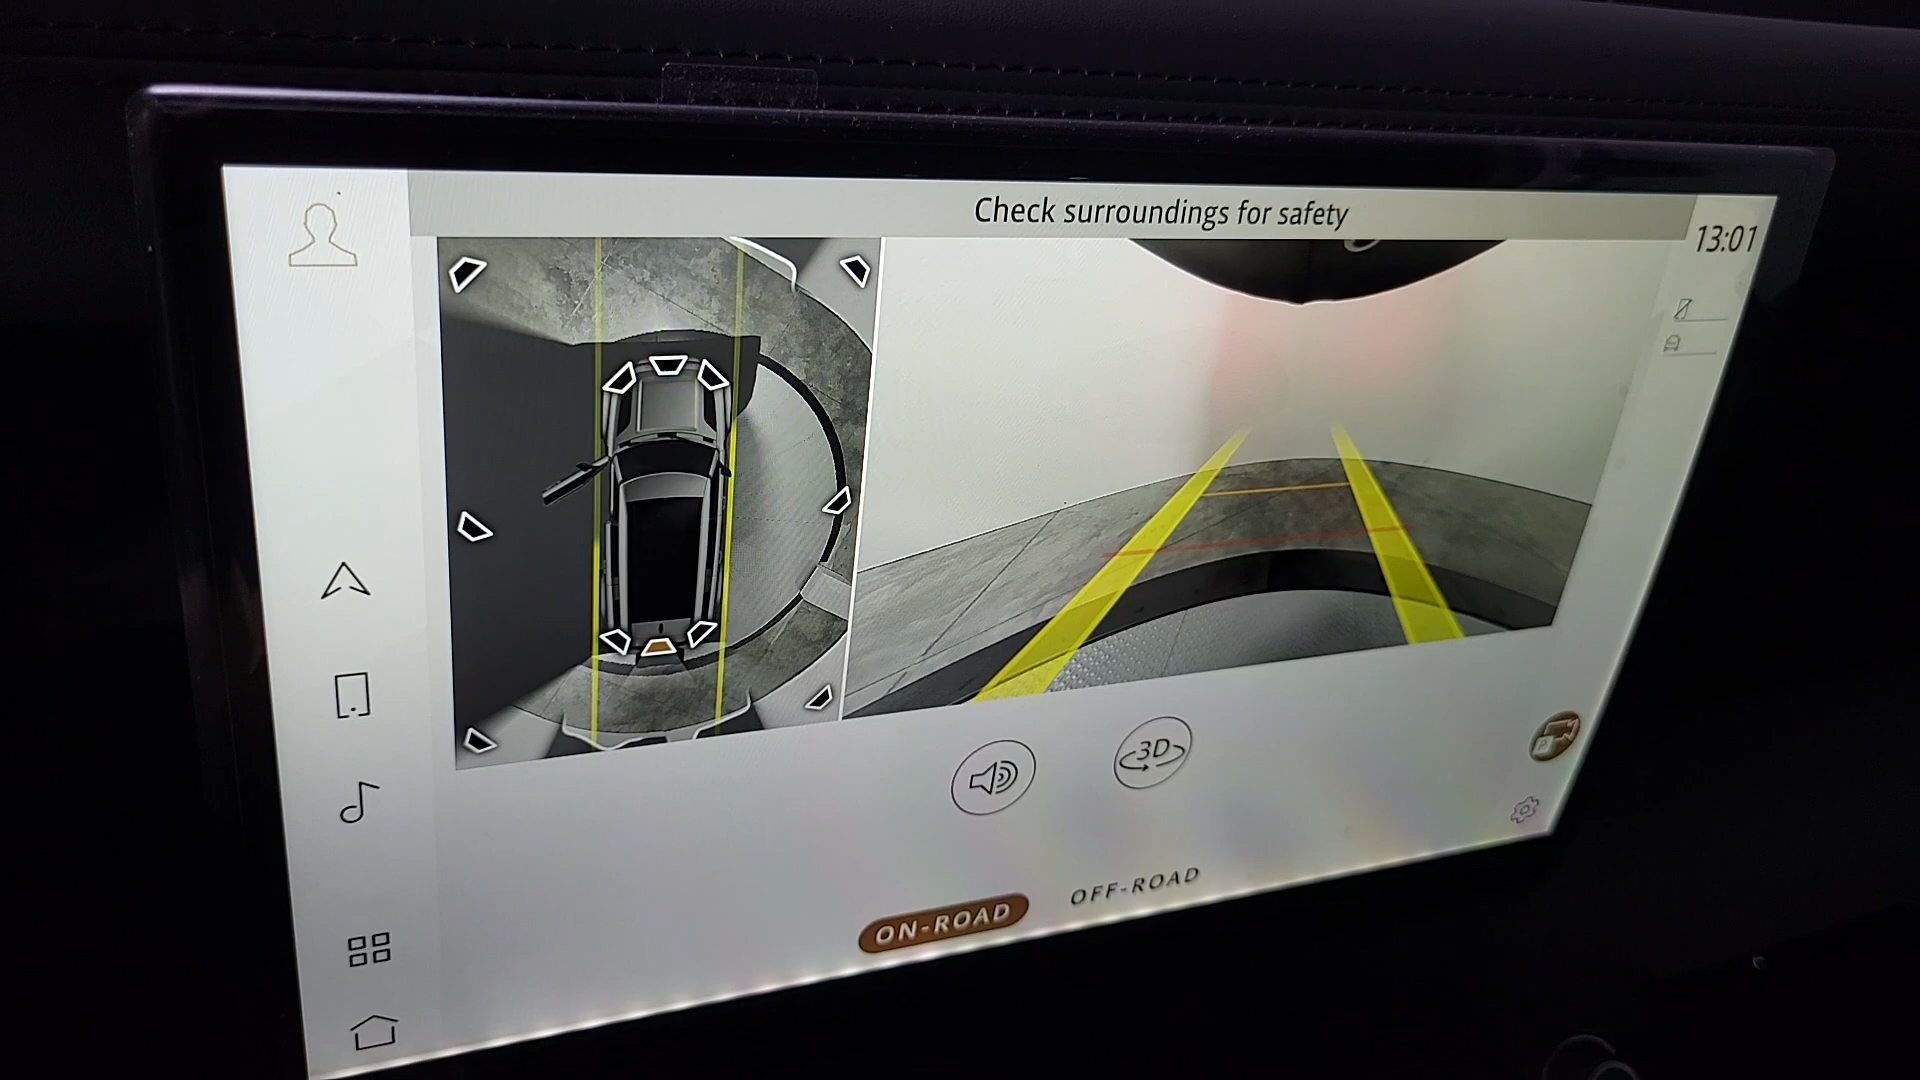 Check surroundings for safety
13:01
3D
P
ON-ROAD
OFF-ROAD